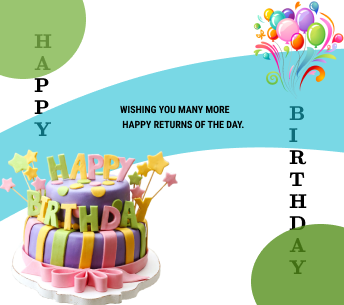 HAPPY
BIRTHDAY
WISHING YOU MANY MORE
HAPPY RETURNS OF THE DAY.
HAPPY
BIRTHDAY